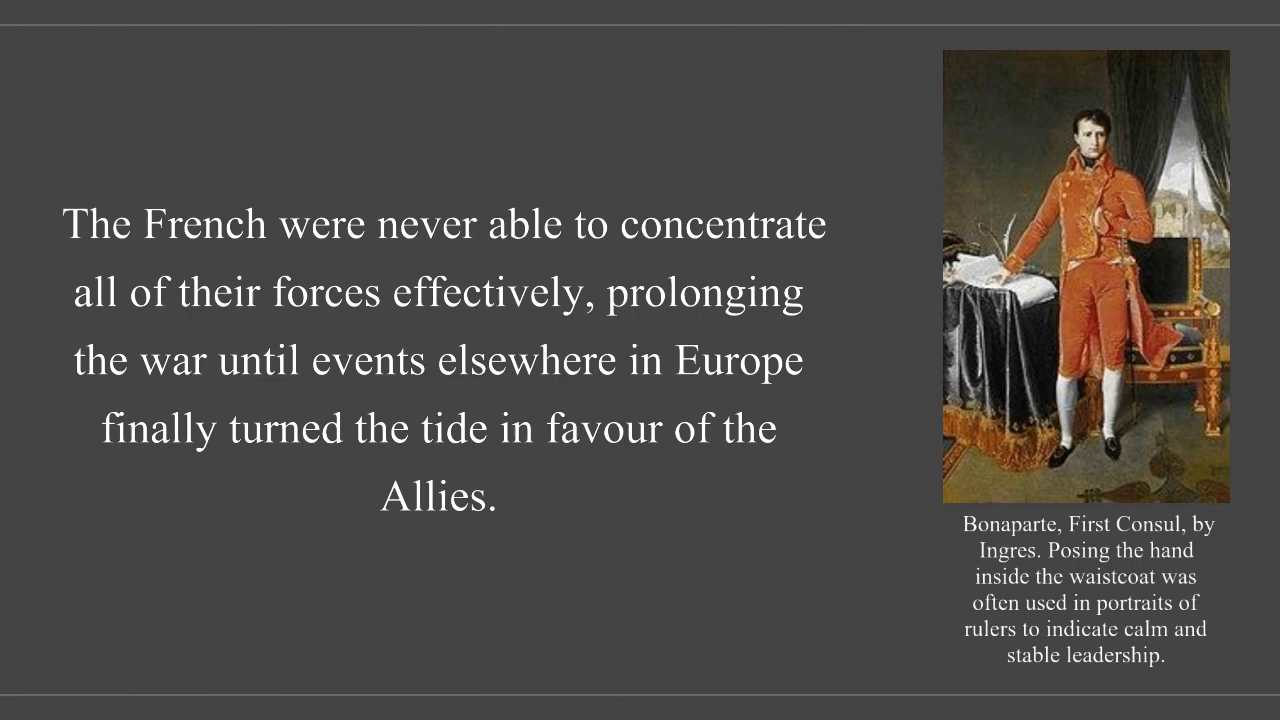 The French were never able to concentrate
all of their forces effectively, prolonging
the war until events elsewhere in Europe
finally turned the tide in favour of the
Allies.
Bonaparte, First Consul, by
Ingres. Posing the hand
inside the waistcoat was
often used in portraits of
rulers to indicate calm and
stable leadership.